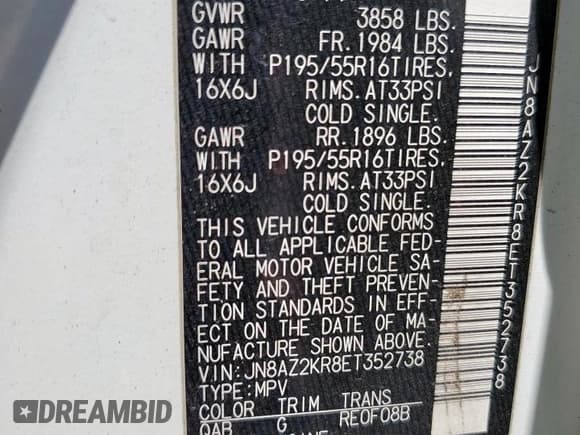 GVWR 3858 LBS.
GAWR FR. 1984 LBS.
WITH P195/55R16TIRES,
16X6J RIMS.AT33PSI
COLD SINGLE.
GAWR RR. 1896 LBS.
WITH P195/55R16TIRES,
16X6J RIMS.AT33PSI
COLD SINGLE.
THIS VEHICLE CONFORMS
TO ALL APPLICABLE FED-
ERAL MOTOR VEHICLE SA-
FETY AND THEFT PREVEN-
TION STANDARDS IN EFF-
ECT ON THE DATE OF MA-
NUFACTURE SHOWN ABOVE.
VIN:JN8AZ2KR8ET352738
TYPE:MPV
COLOR TRIM TRANS
QAB G RE0F08B
JN8AZ2KR8ET352738
DREAMBID